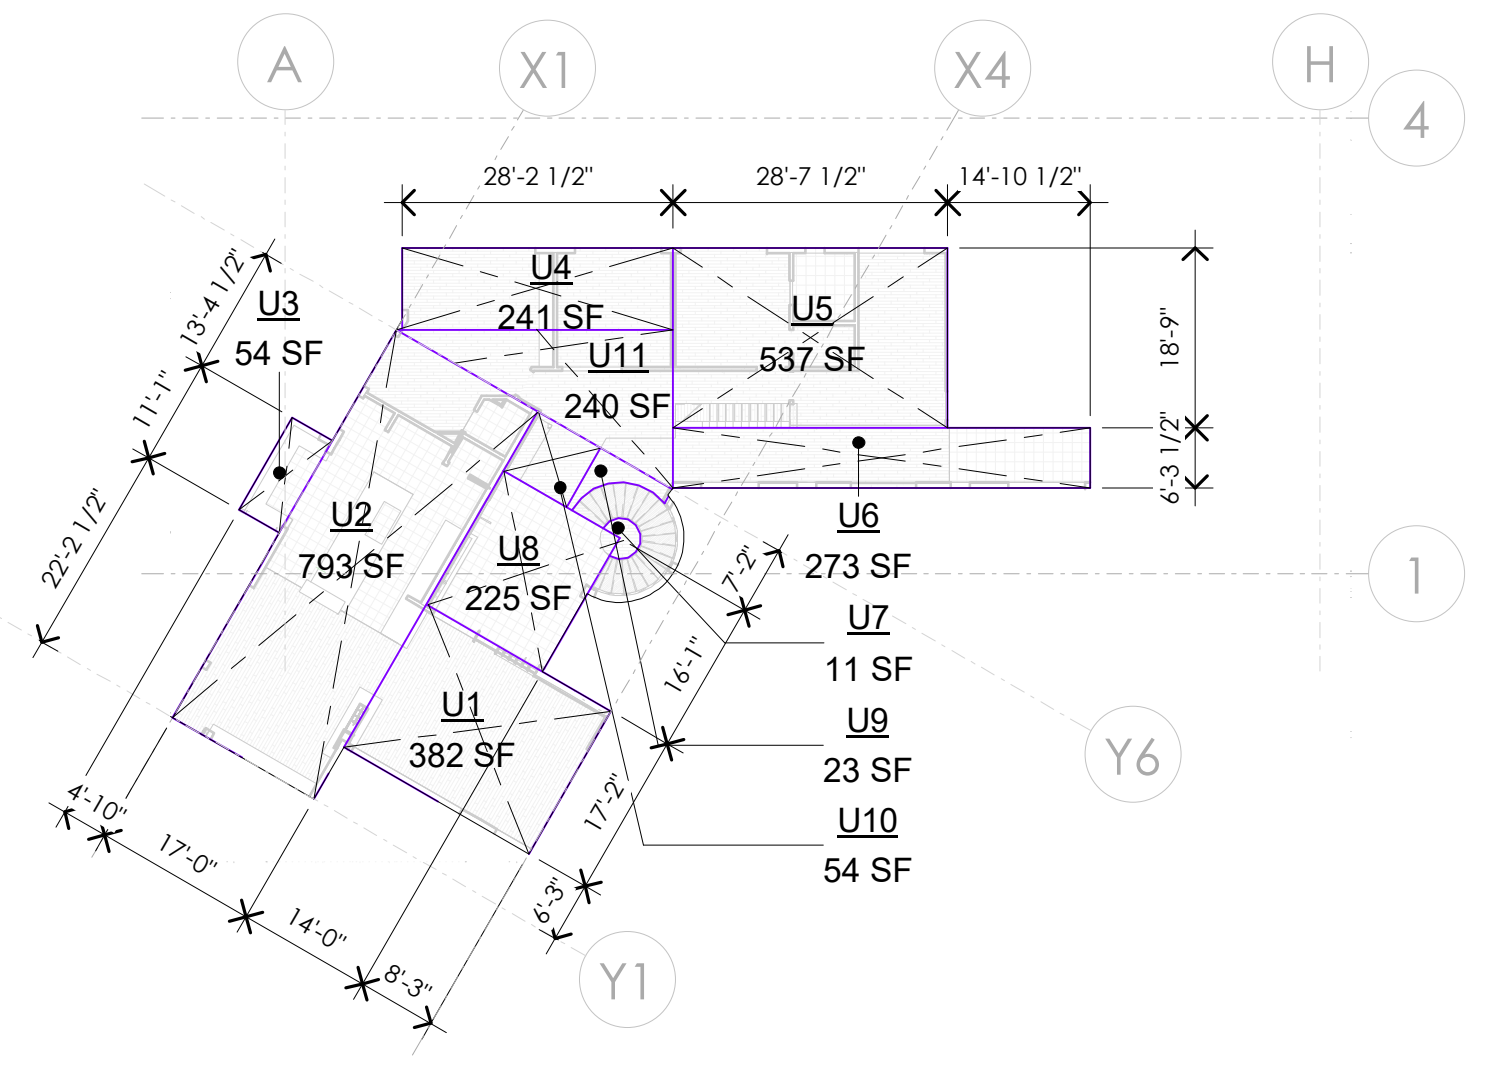 A
X1
X4
H
4
28'-2 1/2"
28'-7 1/2"
14'-10 1/2"
13'-4 1/2"
U3
54 SF
U4
241 SF
U5
537 SF
18'-9"
U11
240 SF
11'-1"
6'-3 1/2"
22'-2 1/2"
U2
793 SF
U8
225 SF
U6
273 SF
1
7'-2"
U7
11 SF
16'-1"
U1
382 SF
U9
23 SF
Y6
17'-2"
U10
54 SF
4'-10"
17'-0"
14'-0"
8'-3"
6'-3"
Y1